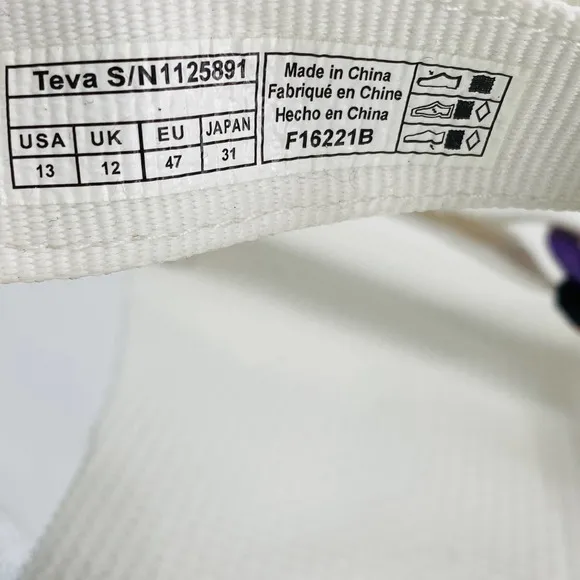 Teva S/N1125891
USA UK EU JAPAN
13 12 47 31
Made in China
Fabriqué en Chine
Hecho en China
F16221B